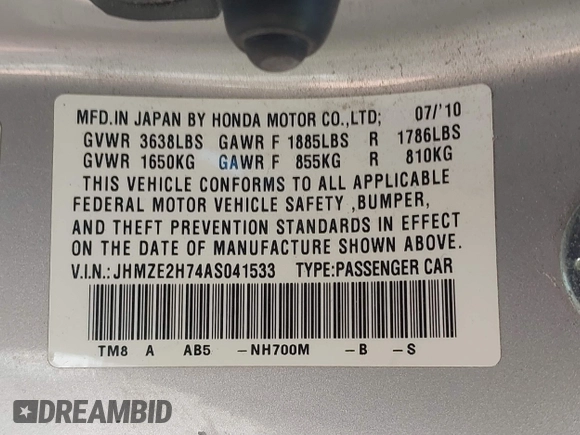 MFD.IN JAPAN BY HONDA MOTOR CO.,LTD; 07/'10
GVWR 3638LBS GAWR F 1885LBS R 1786LBS
GVWR 1650KG GAWR F 855KG R 810KG
THIS VEHICLE CONFORMS TO ALL APPLICABLE
FEDERAL MOTOR VEHICLE SAFETY ,BUMPER,
AND THEFT PREVENTION STANDARDS IN EFFECT
ON THE DATE OF MANUFACTURE SHOWN ABOVE.
V.I.N.:JHMZE2H74AS041533 TYPE:PASSENGER CAR
TM8 A AB5 -NH700M -B -S
DREAMBID